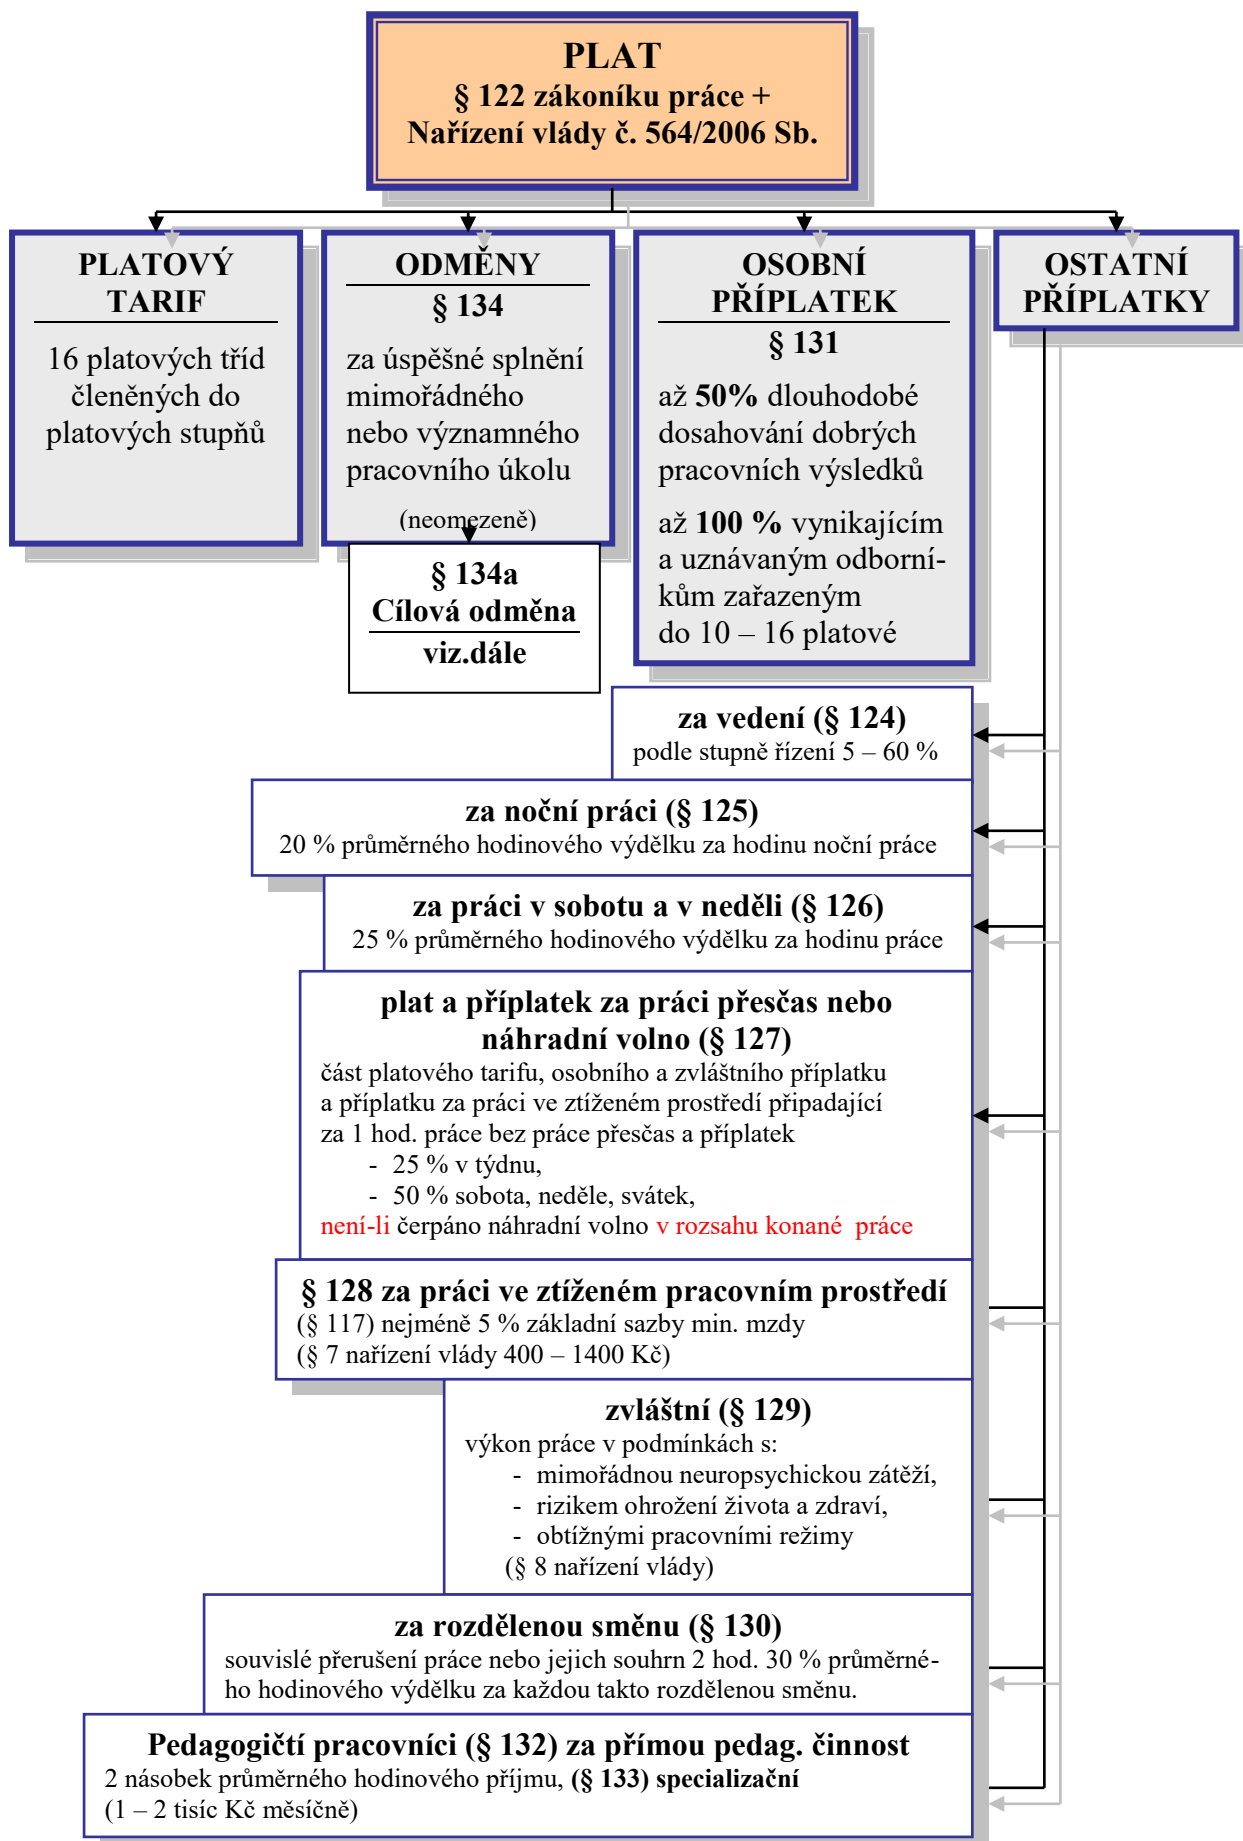 PLAT
§ 122 zákoníku práce +
Nařízení vlády č. 564/2006 Sb.
PLATOVÝ
TARIF
16 platových tříd
členěných do
platových stupňů
ODMĚNY
§ 134
za úspěšné splnění
mimořádného
nebo významného
pracovního úkolu
(neomezeně)
§ 134a
Cílová odměna
viz.dále
OSOBNÍ
PŘÍPLATEK
§ 131
až 50% dlouhodobé
dosahování dobrých
pracovních výsledků
až 100 % vynikajícím
a uznávaným odborní-
kům zařazeným
do 10 – 16 platové
OSTATNÍ
PŘÍPLATKY
za vedení (§ 124)
podle stupně řízení 5 – 60 %
za noční práci (§ 125)
20 % průměrného hodinového výdělku za hodinu noční práce
za práci v sobotu a v neděli (§ 126)
25 % průměrného hodinového výdělku za hodinu práce
plat a příplatek za práci přesčas nebo
náhradní volno (§ 127)
část platového tarifu, osobního a zvláštního příplatku
a příplatku za práci ve ztíženém prostředí připadající
za 1 hod. práce bez práce přesčas a příplatek
- 25 % v týdnu,
- 50 % sobota, neděle, svátek,
není-li čerpáno náhradní volno v rozsahu konané práce
§ 128 za práci ve ztíženém pracovním prostředí
(§ 117) nejméně 5 % základní sazby min. mzdy
(§ 7 nařízení vlády 400 – 1400 Kč)
zvláštní (§ 129)
výkon práce v podmínkách s:
- mimořádnou neuropsychickou zátěží,
- rizikem ohrožení života a zdraví,
- obtížnými pracovními režimy
(§ 8 nařízení vlády)
za rozdělenou směnu (§ 130)
souvislé přerušení práce nebo jejich souhrn 2 hod. 30 % průměrné-
ho hodinového výdělku za každou takto rozdělenou směnu.
Pedagogičtí pracovníci (§ 132) za přímou pedag. činnost
2 násobek průměrného hodinového příjmu, (§ 133) specializační
(1 – 2 tisíc Kč měsíčně)